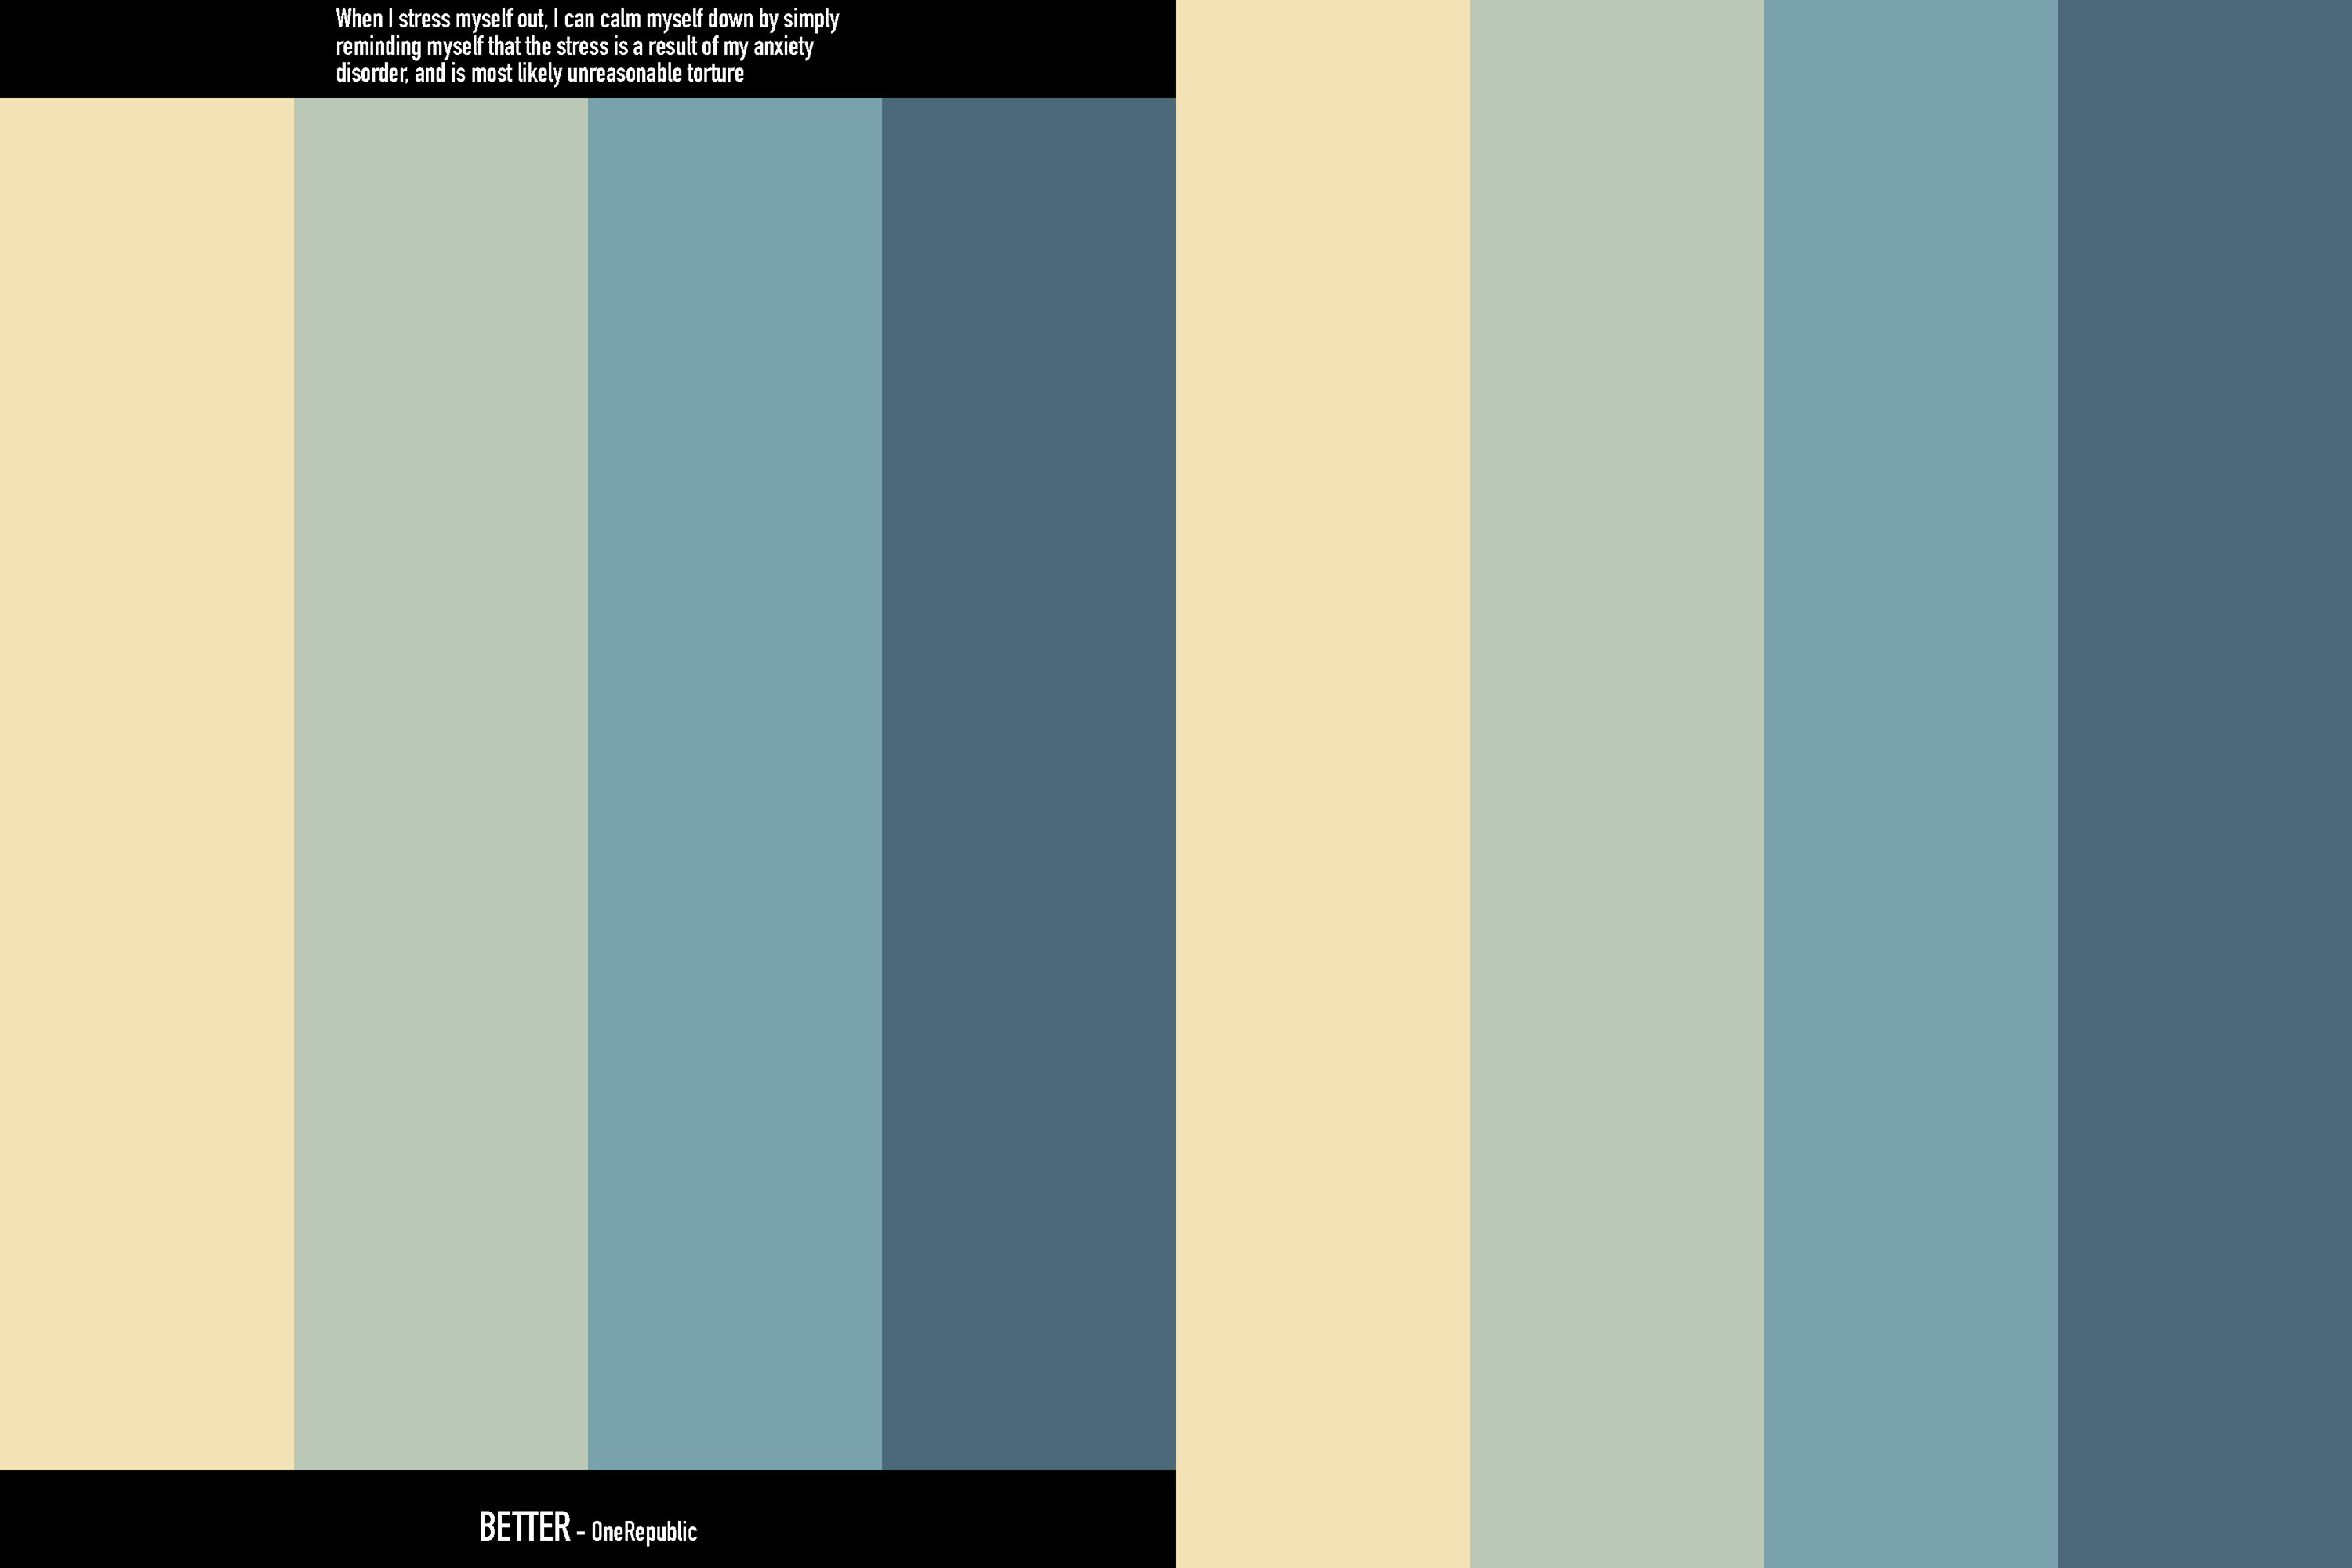 When I stress myself out, I can calm myself down by simply
reminding myself that the stress is a result of my anxiety
disorder, and is most likely unreasonable torture
BETTER - OneRepublic